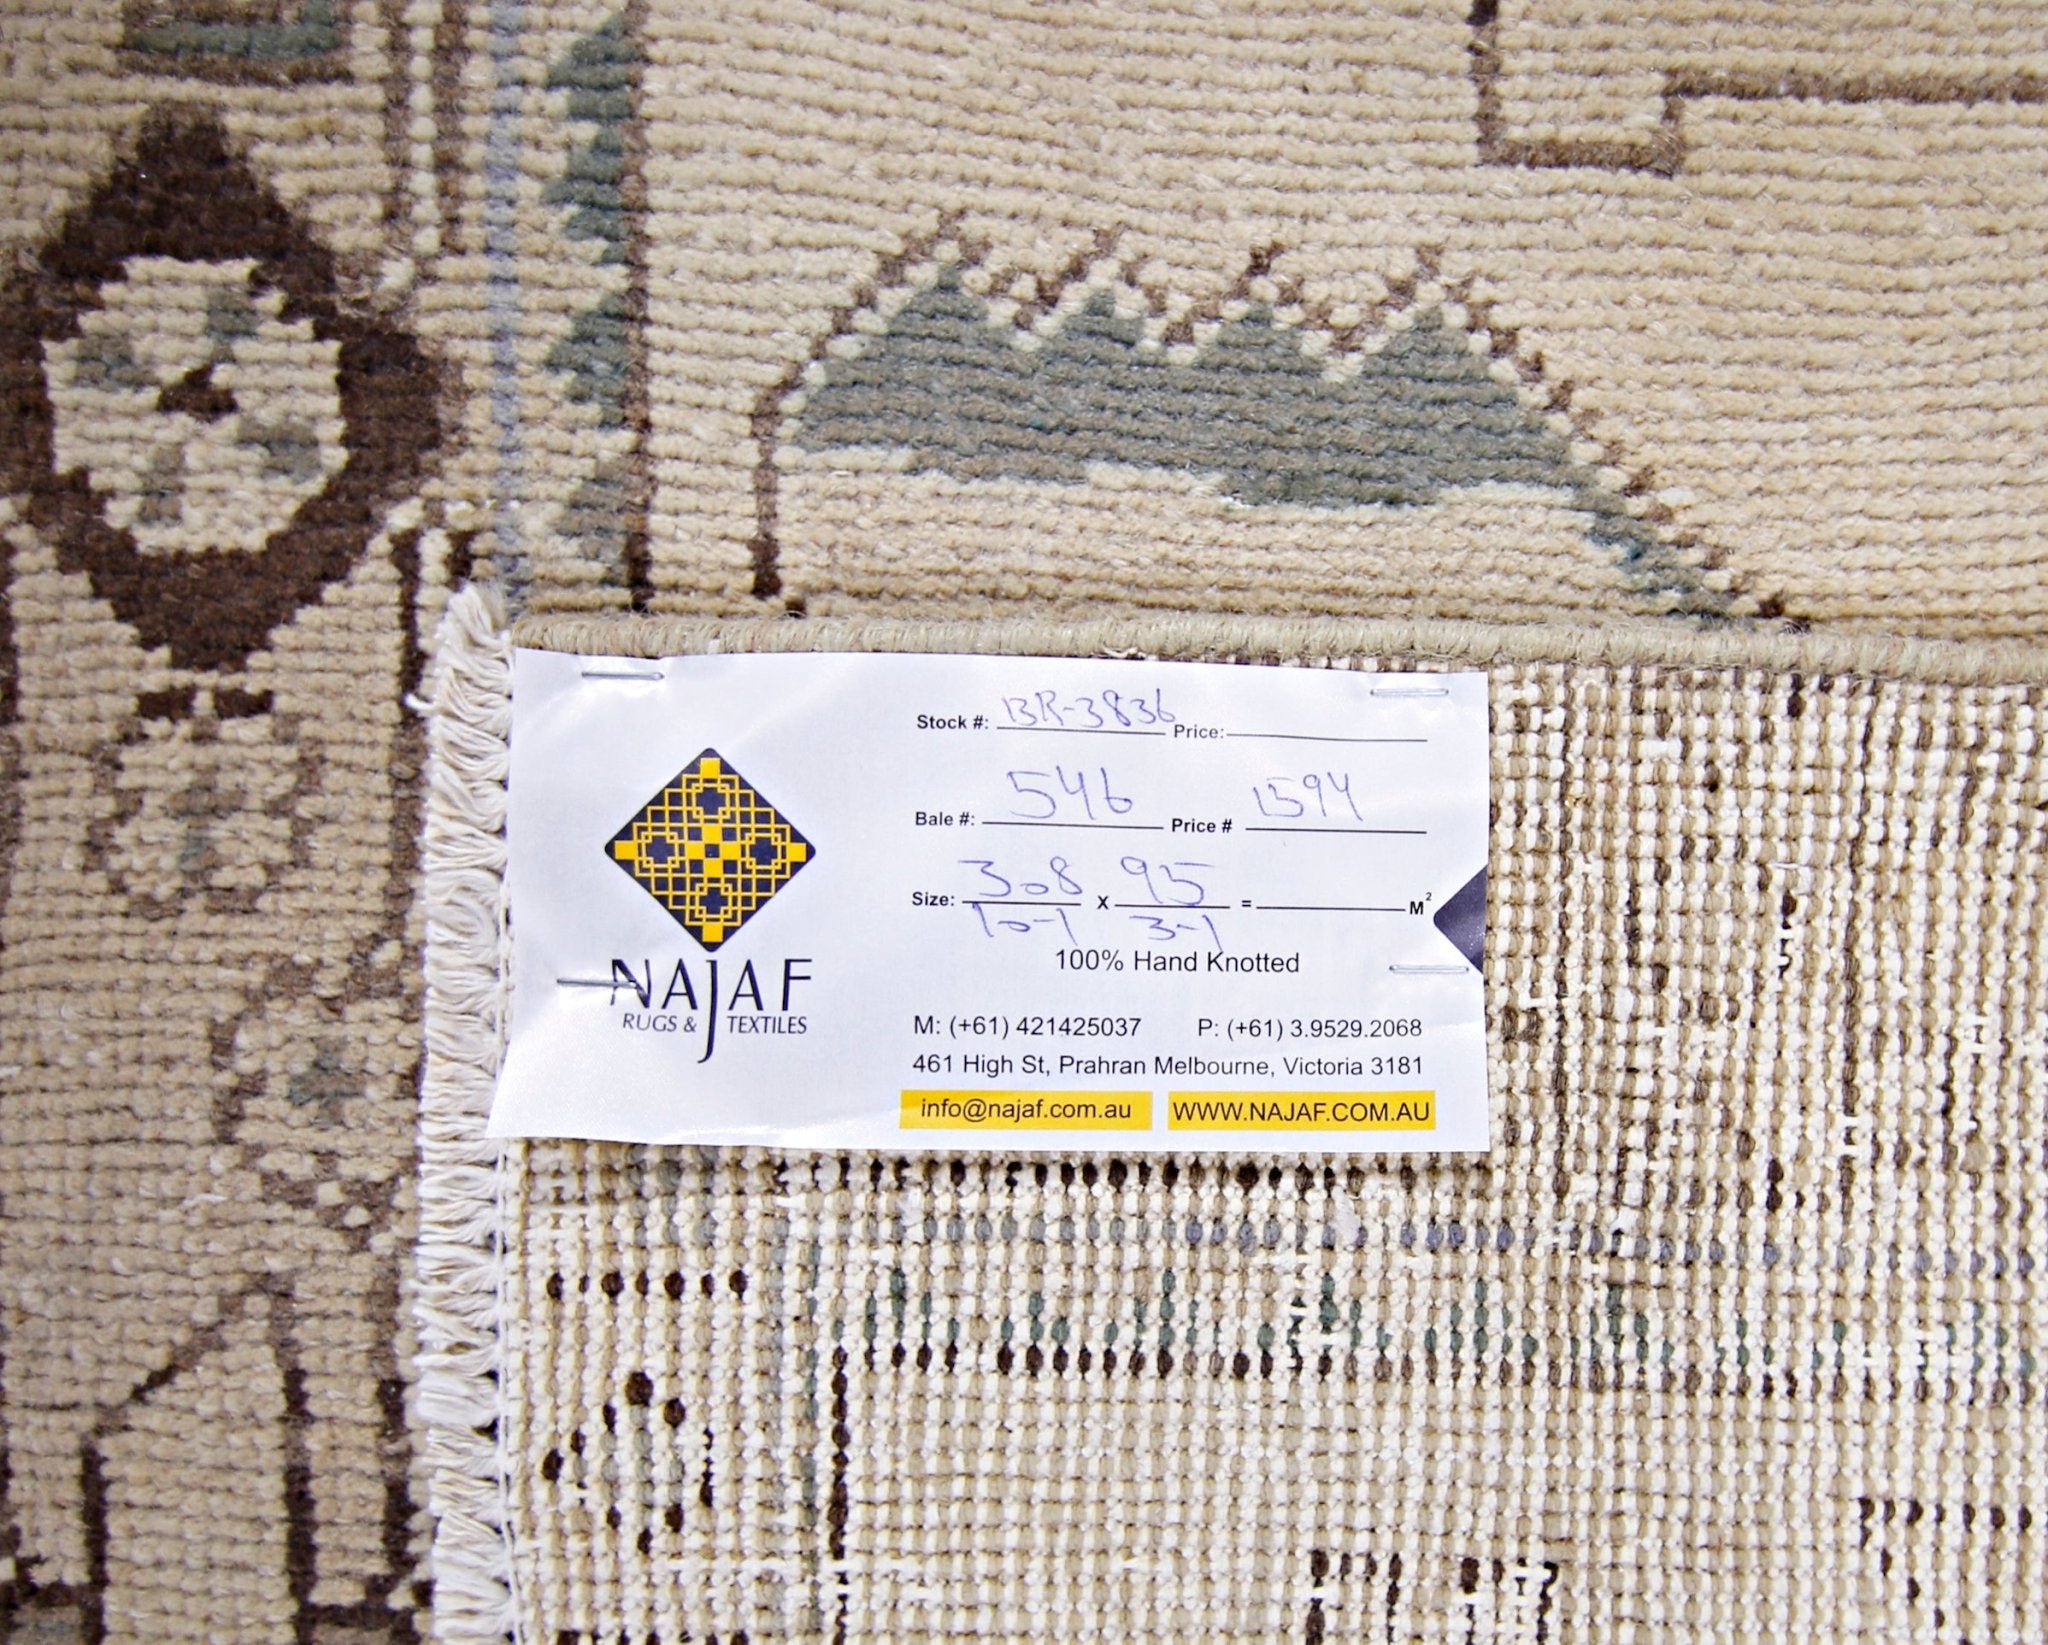 Stock #: BR-3836 Price:
Bale #: 546 Price # 1594
Size: 308 x 95 = M²
10-1 3-1
100% Hand Knotted
NAJAF
RUGS & TEXTILES
M: (+61) 421425037 P: (+61) 3.9529.2068
461 High St, Prahran Melbourne, Victoria 3181
info@najaf.com.au WWW.NAJAF.COM.AU